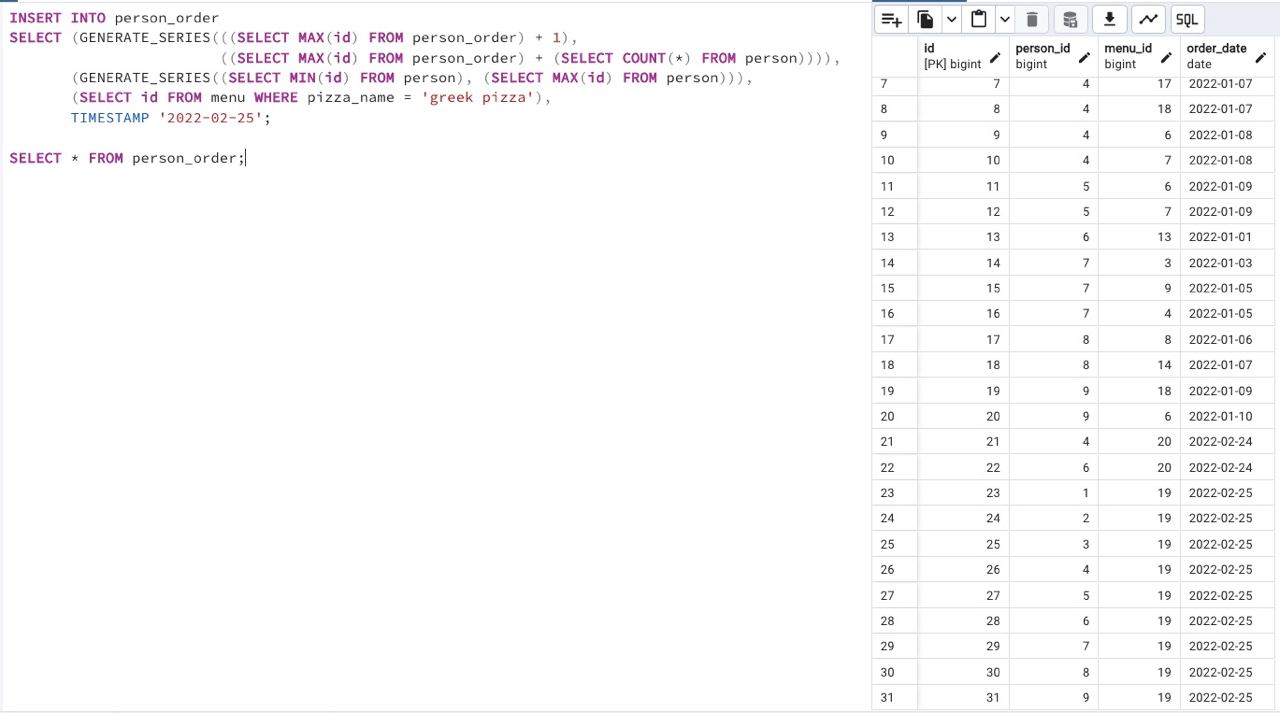 INSERT INTO person_order
SELECT (GENERATE_SERIES(((SELECT MAX(id) FROM person_order) + 1),
((SELECT MAX(id) FROM person_order) + (SELECT COUNT(*) FROM person)))),
(GENERATE_SERIES((SELECT MIN(id) FROM person), (SELECT MAX(id) FROM person))),
(SELECT id FROM menu WHERE pizza_name = 'greek pizza'),
TIMESTAMP '2022-02-25';
SELECT * FROM person_order;
SQL
id person_id menu_id order_date
[PK] bigint bigint bigint date
7 7 4 17 2022-01-07
8 8 4 18 2022-01-07
9 9 4 6 2022-01-08
10 10 4 7 2022-01-08
11 11 5 6 2022-01-09
12 12 5 7 2022-01-09
13 13 6 13 2022-01-01
14 14 7 3 2022-01-03
15 15 7 9 2022-01-05
16 16 7 4 2022-01-05
17 17 8 8 2022-01-06
18 18 8 14 2022-01-07
19 19 9 18 2022-01-09
20 20 9 6 2022-01-10
21 21 4 20 2022-02-24
22 22 6 20 2022-02-24
23 23 1 19 2022-02-25
24 24 2 19 2022-02-25
25 25 3 19 2022-02-25
26 26 4 19 2022-02-25
27 27 5 19 2022-02-25
28 28 6 19 2022-02-25
29 29 7 19 2022-02-25
30 30 8 19 2022-02-25
31 31 9 19 2022-02-25